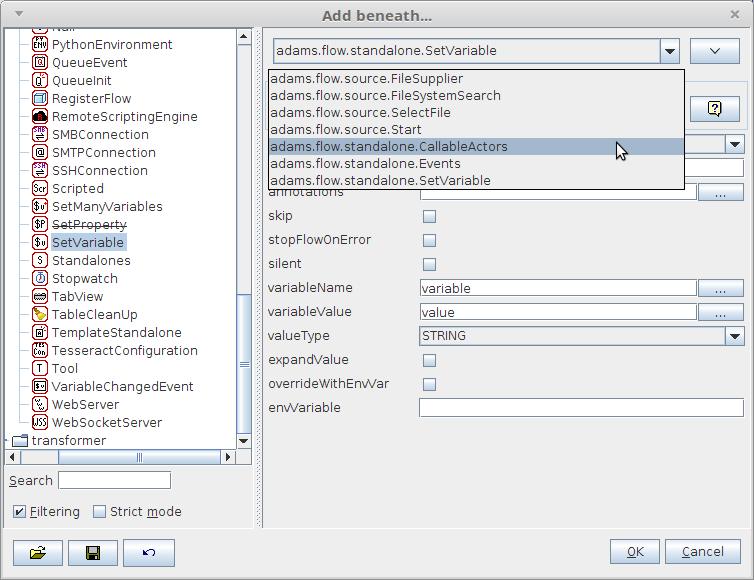 Add beneath...
Null
PythonEnvironment
QueueEvent
QueueInit
RegisterFlow
RemoteScriptingEngine
SMBConnection
SMTPConnection
SSHConnection
Scripted
SetManyVariables
SetProperty
SetVariable
Standalones
Stopwatch
TabView
TableCleanUp
TemplateStandalone
TesseractConfiguration
Tool
VariableChangedEvent
WebServer
WebSocketServer
transformer
Search
Filtering
Strict mode
adams.flow.standalone.SetVariable
adams.flow.source.FileSupplier
adams.flow.source.FileSystemSearch
adams.flow.source.SelectFile
adams.flow.source.Start
adams.flow.standalone.CallableActors
adams.flow.standalone.Events
adams.flow.standalone.SetVariable
annotations ...
skip
stopFlowOnError
silent
variableName variable ...
variableValue value ...
valueType STRING
expandValue
overrideWithEnvVar
envVariable
OK
Cancel